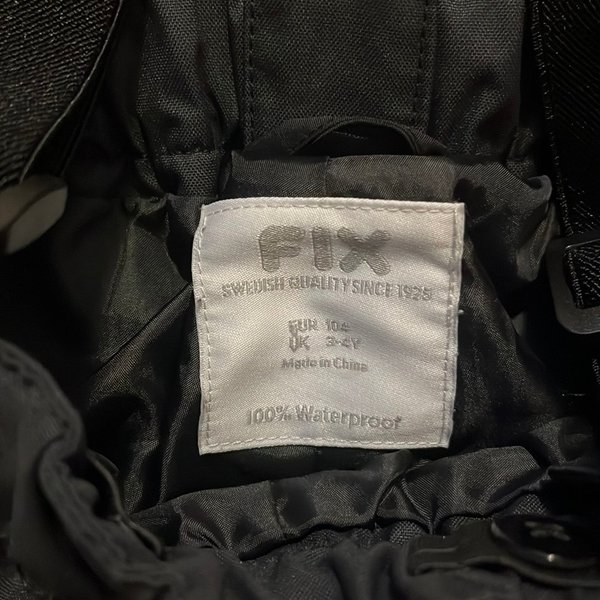 FIX
SWEDISH QUALITY SINCE 1925
EUR 104
UK 3-4Y
Made in China
100% Waterproof